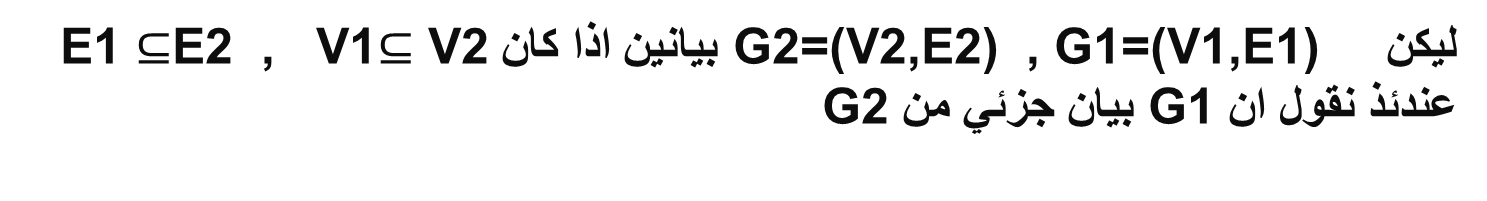 ليكن G1=(V1,E1) , G2=(V2,E2) بيانين اذا كان V1⊆ V2 , E1 ⊆E2
عندئذ نقول ان G1 بيان جزئي من G2